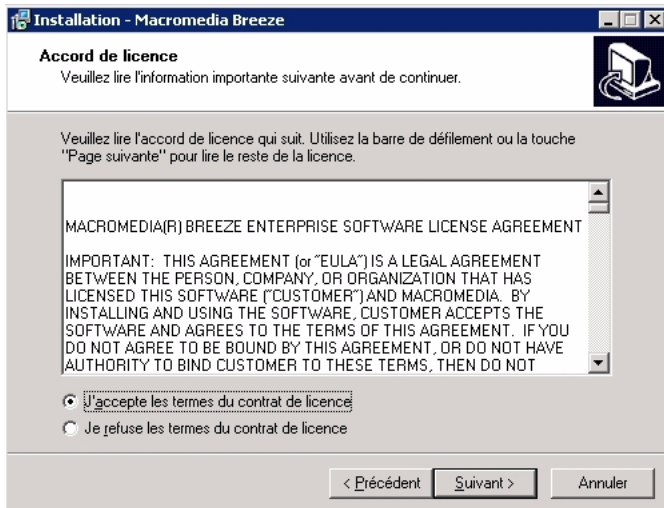 Installation - Macromedia Breeze
Accord de licence
Veuillez lire l'information importante suivante avant de continuer.
Veuillez lire l'accord de licence qui suit. Utilisez la barre de défilement ou la touche
"Page suivante" pour lire le reste de la licence.
MACROMEDIA(R) BREEZE ENTERPRISE SOFTWARE LICENSE AGREEMENT
IMPORTANT:  THIS AGREEMENT (or "EULA") IS A LEGAL AGREEMENT
BETWEEN THE PERSON, COMPANY, OR ORGANIZATION THAT HAS
LICENSED THIS SOFTWARE ("CUSTOMER") AND MACROMEDIA.  BY
INSTALLING AND USING THE SOFTWARE, CUSTOMER ACCEPTS THE
SOFTWARE AND AGREES TO THE TERMS OF THIS AGREEMENT.  IF YOU
DO NOT AGREE TO BE BOUND BY THIS AGREEMENT, OR DO NOT HAVE
AUTHORITY TO BIND CUSTOMER TO THESE TERMS, THEN DO NOT
J'accepte les termes du contrat de licence
Je refuse les termes du contrat de licence
< Précédent
Suivant >
Annuler